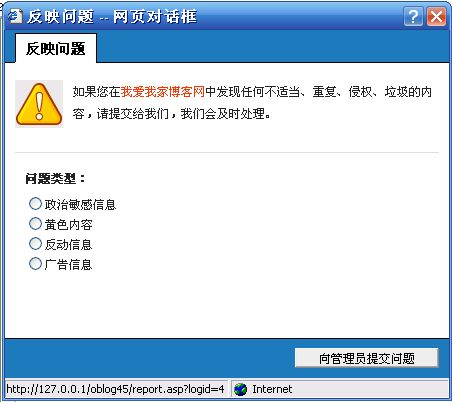 反映问题 -- 网页对话框
反映问题
如果您在我爱我家博客网中发现任何不适当、重复、侵权、垃圾的内
容，请提交给我们，我们会及时处理。
问题类型：
政治敏感信息
黄色内容
反动信息
广告信息
向管理员提交问题
http://127.0.0.1/oblog45/report.asp?logid=4
Internet